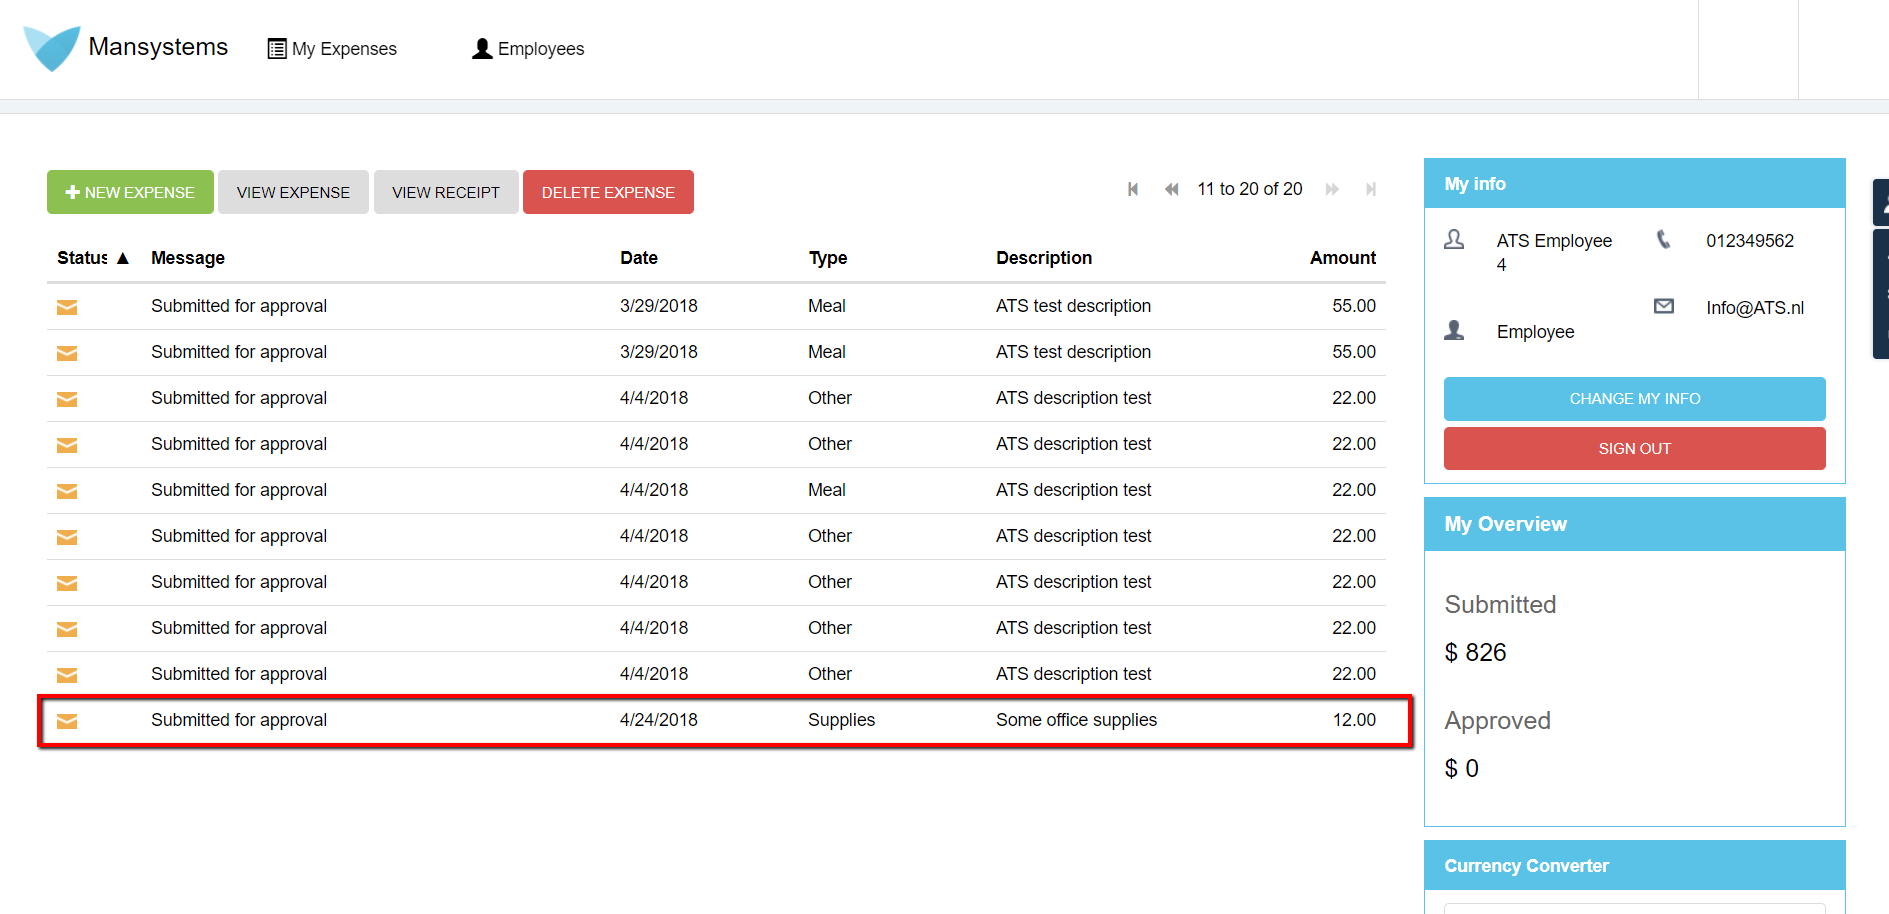 Mansystems My Expenses Employees
NEW EXPENSE VIEW EXPENSE VIEW RECEIPT DELETE EXPENSE 11 to 20 of 20
Status ▲ Message Date Type Description Amount
Submitted for approval 3/29/2018 Meal ATS test description 55.00
Submitted for approval 3/29/2018 Meal ATS test description 55.00
Submitted for approval 4/4/2018 Other ATS description test 22.00
Submitted for approval 4/4/2018 Other ATS description test 22.00
Submitted for approval 4/4/2018 Meal ATS description test 22.00
Submitted for approval 4/4/2018 Other ATS description test 22.00
Submitted for approval 4/4/2018 Other ATS description test 22.00
Submitted for approval 4/4/2018 Other ATS description test 22.00
Submitted for approval 4/4/2018 Other ATS description test 22.00
Submitted for approval 4/24/2018 Supplies Some office supplies 12.00
My info
ATS Employee 012349562
4
Info@ATS.nl
Employee
CHANGE MY INFO
SIGN OUT
My Overview
Submitted
$ 826
Approved
$ 0
Currency Converter